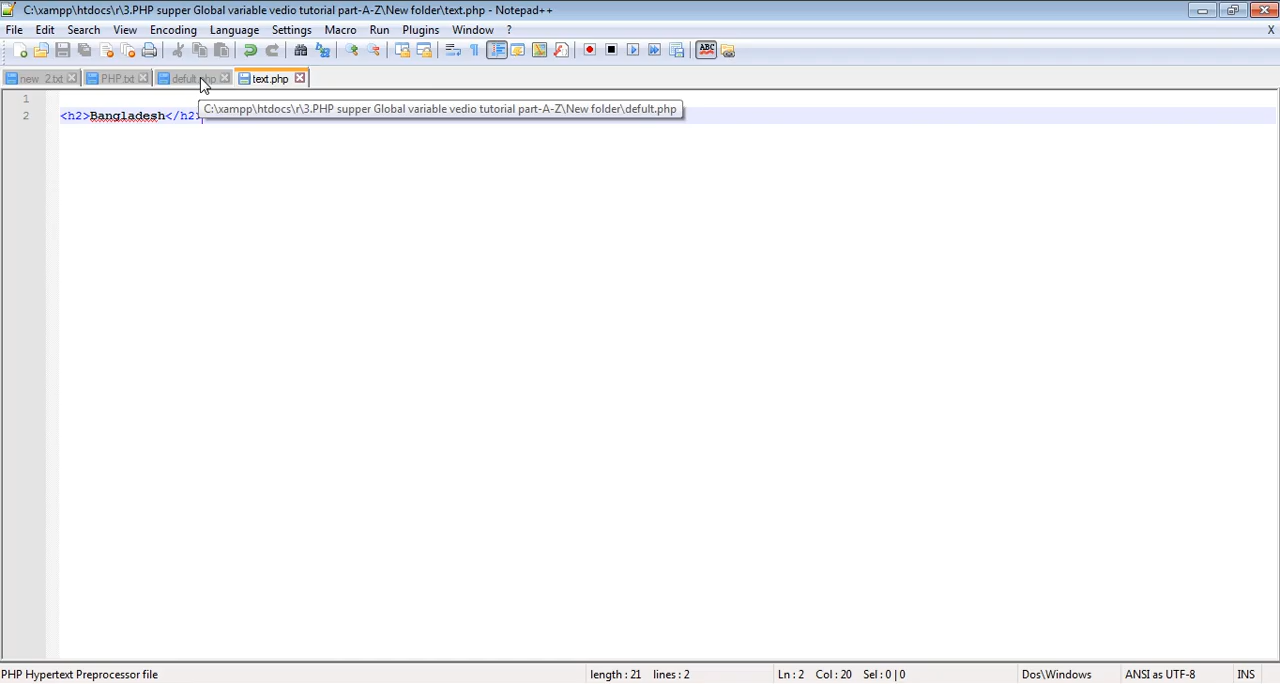 C:\xampp\htdocs\r\3.PHP supper Global variable vedio tutorial part-A-Z\New folder\text.php - Notepad++
File Edit Search View Encoding Language Settings Macro Run Plugins Window ? X
ABC
new 2.txt PHP.txt defult.php text.php
1
C:\xampp\htdocs\r\3.PHP supper Global variable vedio tutorial part-A-Z\New folder\defult.php
2 <h2>Bangladesh</h2>
PHP Hypertext Preprocessor file length : 21 lines : 2 Ln : 2 Col : 20 Sel : 0 | 0 Dos\Windows ANSI as UTF-8 INS